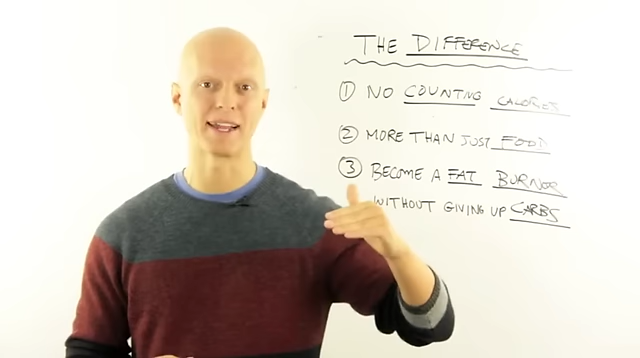 THE DIFFERENCE
① NO COUNTING CALORIES
② MORE THAN JUST FOOD
③ BECOME A FAT BURNER
WITHOUT GIVING UP CARBS